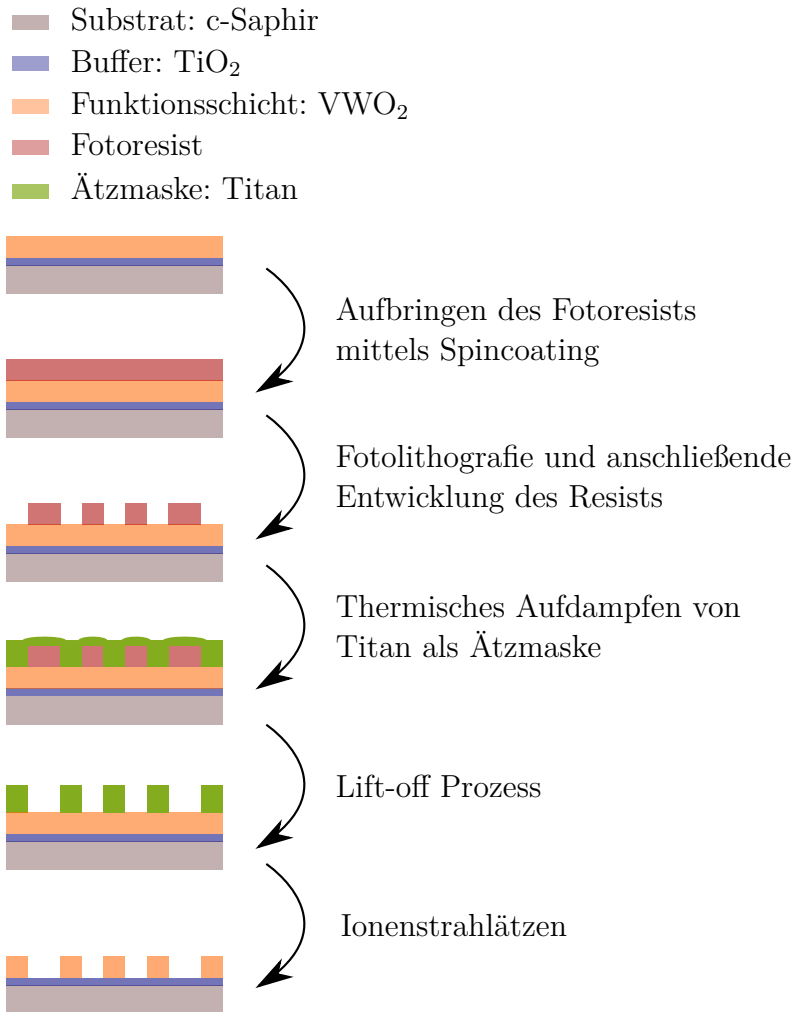 Substrat: c-Saphir
Buffer: TiO₂
Funktionsschicht: VWO₂
Fotoresist
Ätzmaske: Titan
Aufbringen des Fotoresists
mittels Spincoating
Fotolithografie und anschließende
Entwicklung des Resists
Thermisches Aufdampfen von
Titan als Ätzmaske
Lift-off Prozess
Ionenstrahlätzen